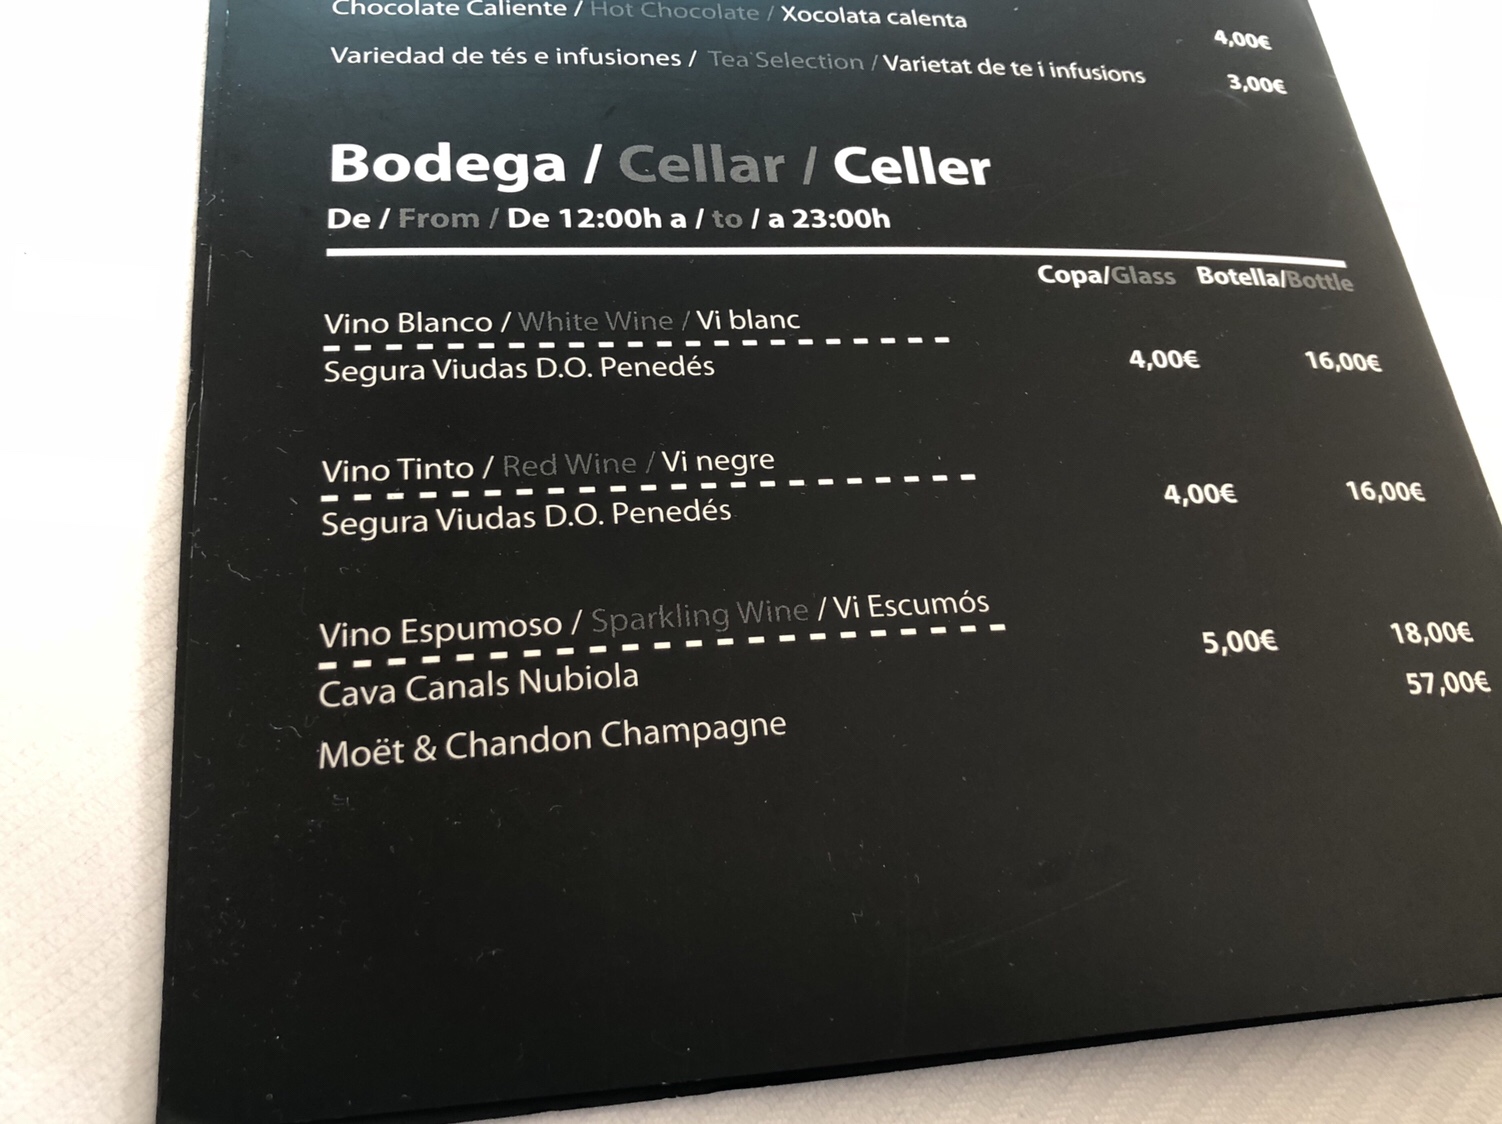 Chocolate Caliente / Hot Chocolate / Xocolata calenta 4,00€
Variedad de tés e infusiones / Tea Selection / Varietat de te i infusions 3,00€
Bodega / Cellar / Celler
De / From / De 12:00h a / to / a 23:00h
Copa/Glass Botella/Bottle
Vino Blanco / White Wine / Vi blanc
Segura Viudas D.O. Penedés 4,00€ 16,00€
Vino Tinto / Red Wine / Vi negre
Segura Viudas D.O. Penedés 4,00€ 16,00€
Vino Espumoso / Sparkling Wine / Vi Escumós
Cava Canals Nubiola 5,00€ 18,00€
Moët & Chandon Champagne 57,00€